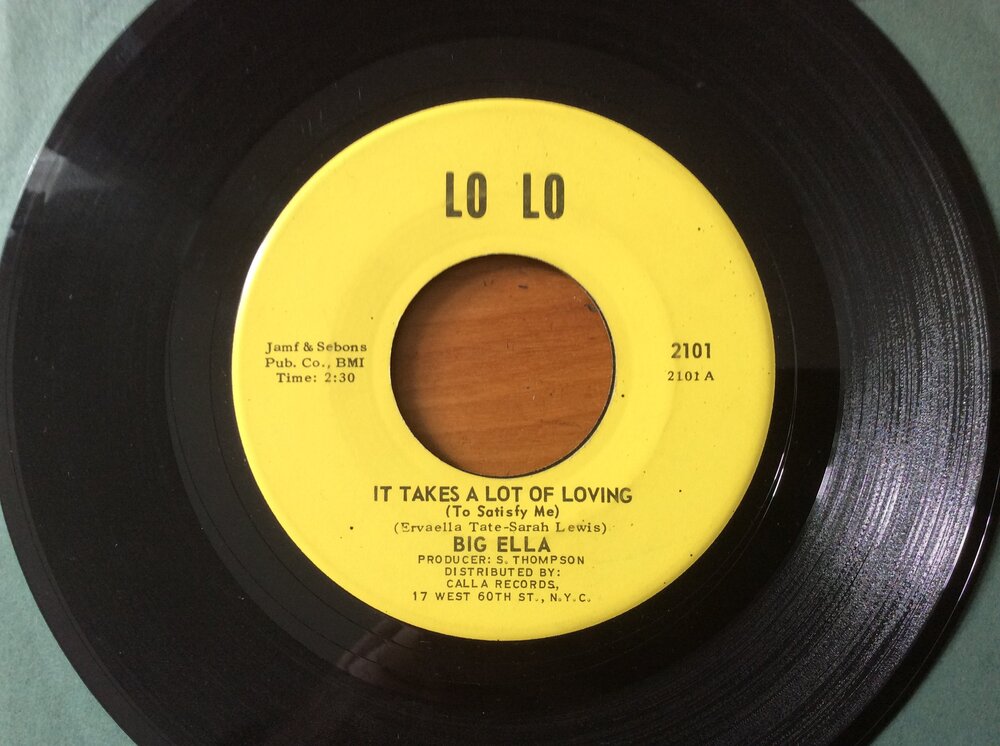 LO LO
Jamf & Sebons
Pub. Co., BMI
Time: 2:30
2101
2101 A
IT TAKES A LOT OF LOVING
(To Satisfy Me)
(Ervaella Tate-Sarah Lewis)
BIG ELLA
PRODUCER: S. THOMPSON
DISTRIBUTED BY:
CALLA RECORDS,
17 WEST 60TH ST., N.Y.C.